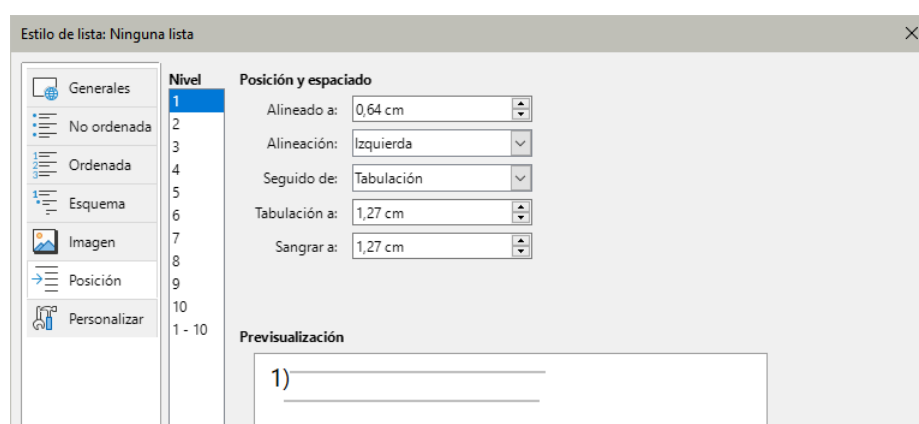 Estilo de lista: Ninguna lista
Generales
No ordenada
Ordenada
Esquema
Imagen
Posición
Personalizar
Nivel
1
2
3
4
5
6
7
8
9
10
1 - 10
Posición y espaciado
Alineado a: 0,64 cm
Alineación: Izquierda
Seguido de: Tabulación
Tabulación a: 1,27 cm
Sangrar a: 1,27 cm
Previsualización
1)